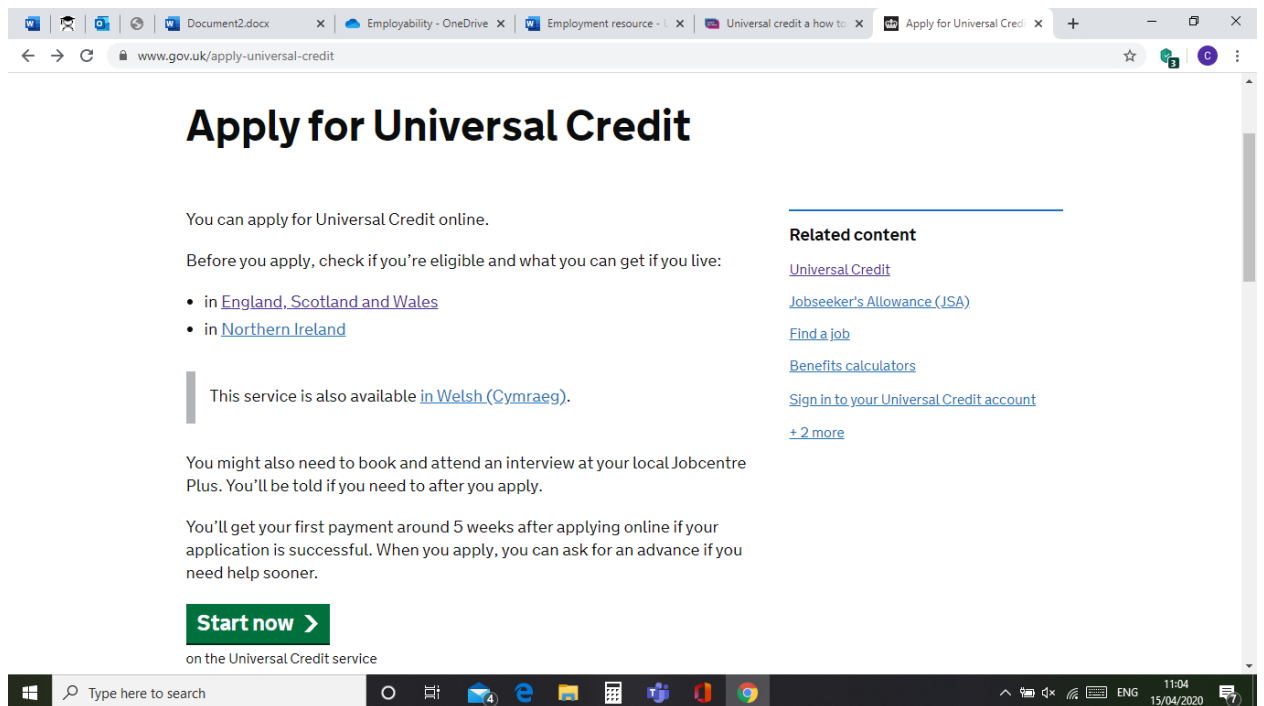 Document2.docx
Employability - OneDrive
Employment resource -
Universal credit a how to
Apply for Universal Credi
www.gov.uk/apply-universal-credit
3
C
Apply for Universal Credit
You can apply for Universal Credit online.
Before you apply, check if you're eligible and what you can get if you live:
• in England, Scotland and Wales
• in Northern Ireland
This service is also available in Welsh (Cymraeg).
You might also need to book and attend an interview at your local Jobcentre
Plus. You'll be told if you need to after you apply.
You'll get your first payment around 5 weeks after applying online if your
application is successful. When you apply, you can ask for an advance if you
need help sooner.
Start now
on the Universal Credit service
Related content
Universal Credit
Jobseeker's Allowance (JSA)
Find a job
Benefits calculators
Sign in to your Universal Credit account
+ 2 more
Type here to search
4
ENG
11:04
15/04/2020
7